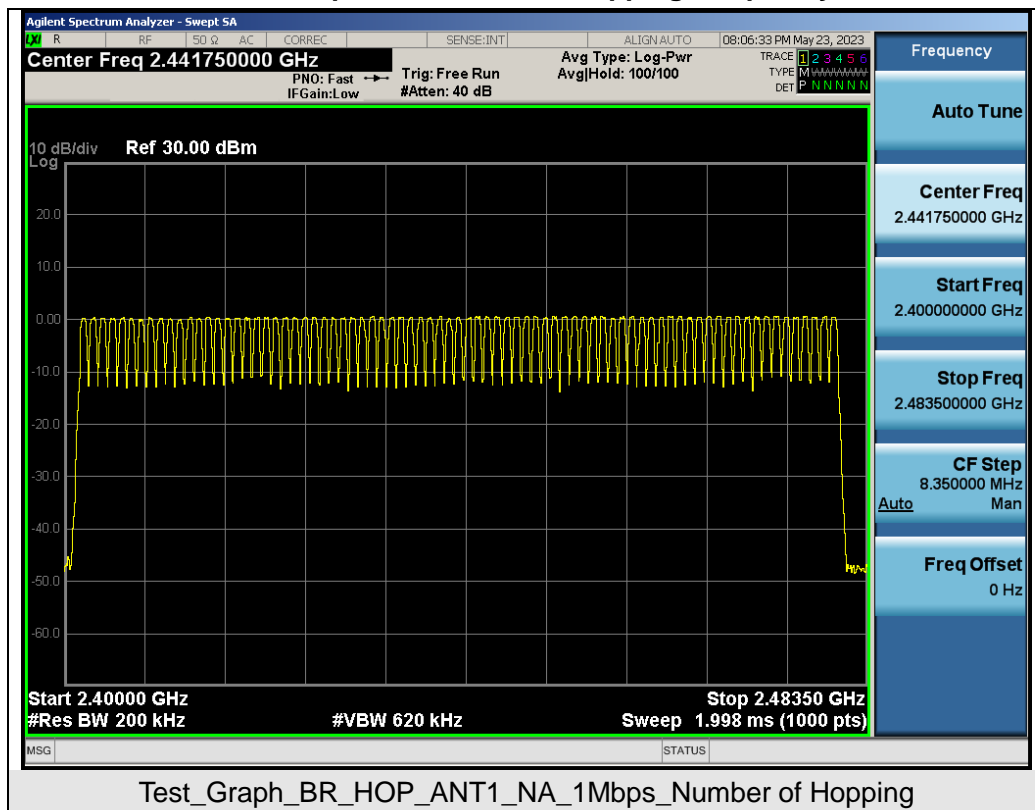 Agilent Spectrum Analyzer - Swept SA
LXI R RF 50 Ω AC CORREC SENSE:INT ALIGN AUTO 08:06:33 PM May 23, 2023
Center Freq 2.441750000 GHz
PNO: Fast
IFGain:Low
Trig: Free Run
#Atten: 40 dB
Avg Type: Log-Pwr
Avg|Hold: 100/100
TRACE 1 2 3 4 5 6
TYPE M
DET P N N N N N
10 dB/div Ref 30.00 dBm
Log
20.0
10.0
0.00
-10.0
-20.0
-30.0
-40.0
-50.0
-60.0
Start 2.40000 GHz Stop 2.48350 GHz
#Res BW 200 kHz #VBW 620 kHz Sweep 1.998 ms (1000 pts)
MSG STATUS
Frequency
Auto Tune
Center Freq
2.441750000 GHz
Start Freq
2.400000000 GHz
Stop Freq
2.483500000 GHz
CF Step
8.350000 MHz
Auto Man
Freq Offset
0 Hz
Test_Graph_BR_HOP_ANT1_NA_1Mbps_Number of Hopping